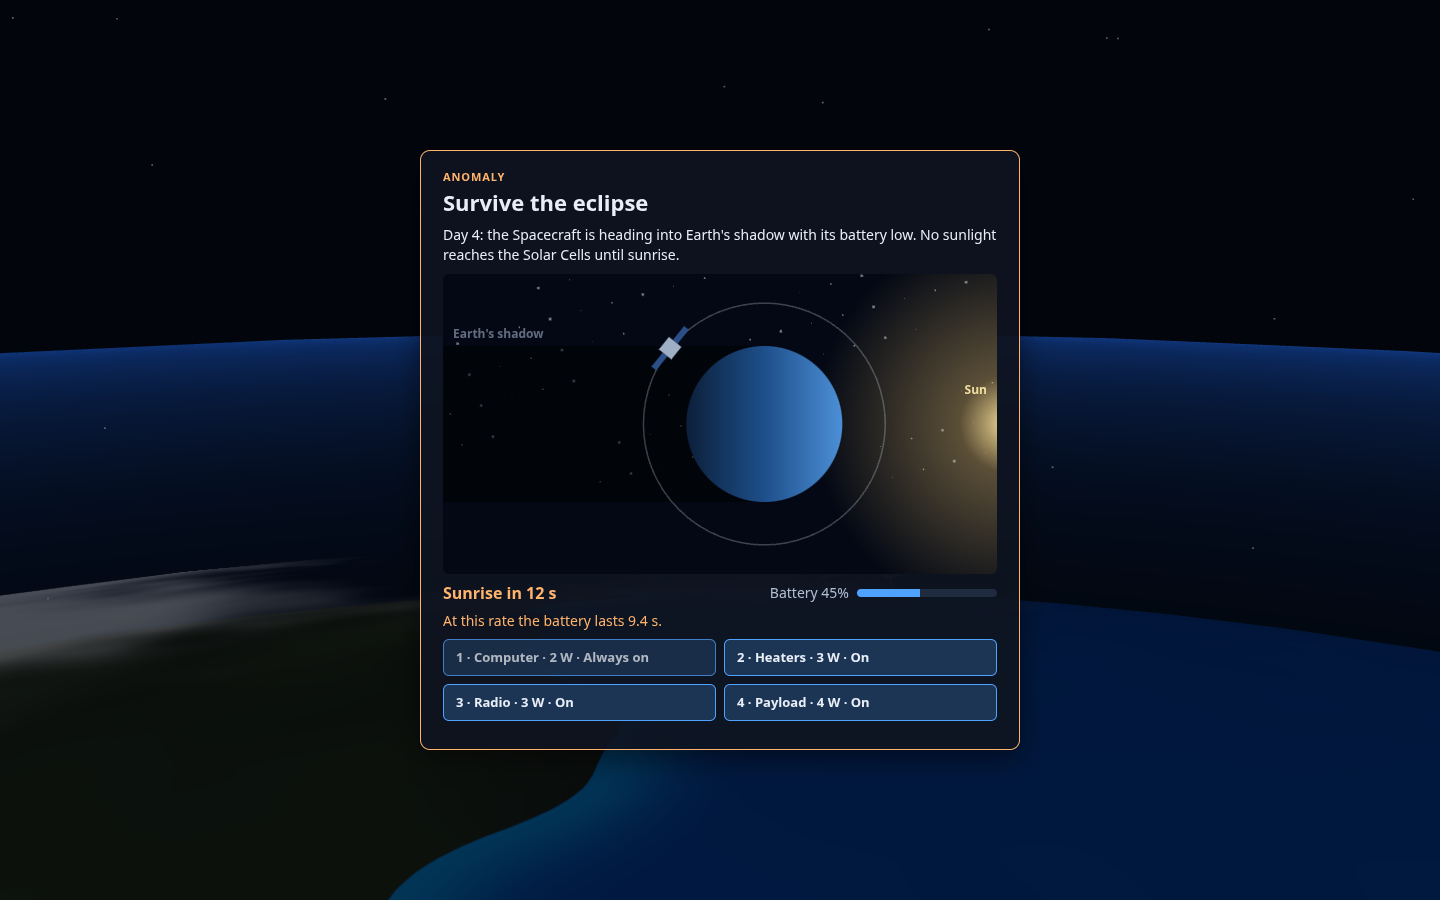 ANOMALY
Survive the eclipse
Day 4: the Spacecraft is heading into Earth's shadow with its battery low. No sunlight
reaches the Solar Cells until sunrise.
Earth's shadow
Sun
Sunrise in 12 s
Battery 45%
At this rate the battery lasts 9.4 s.
1 · Computer · 2 W · Always on
2 · Heaters · 3 W · On
3 · Radio · 3 W · On
4 · Payload · 4 W · On